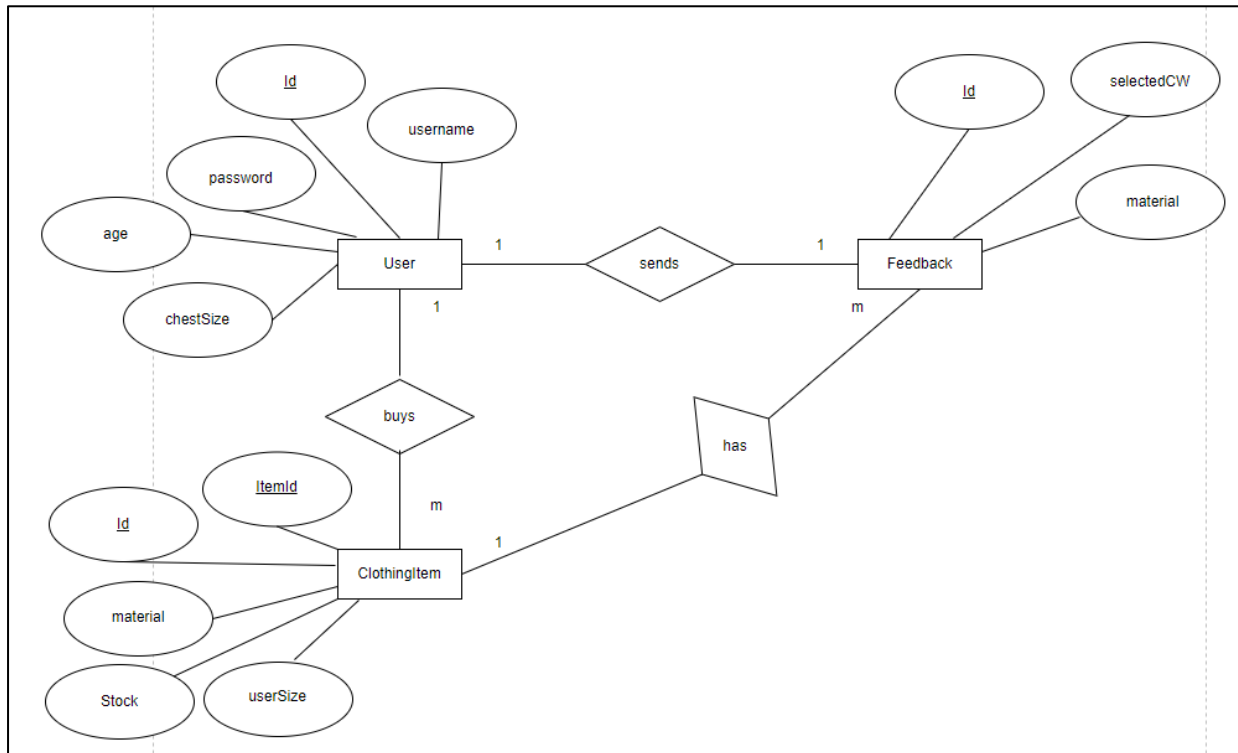 Id
username
password
age
chestSize
User
1
sends
1
Feedback
Id
selectedCW
material
1
buys
m
m
has
1
ItemId
Id
ClothingItem
material
Stock
userSize